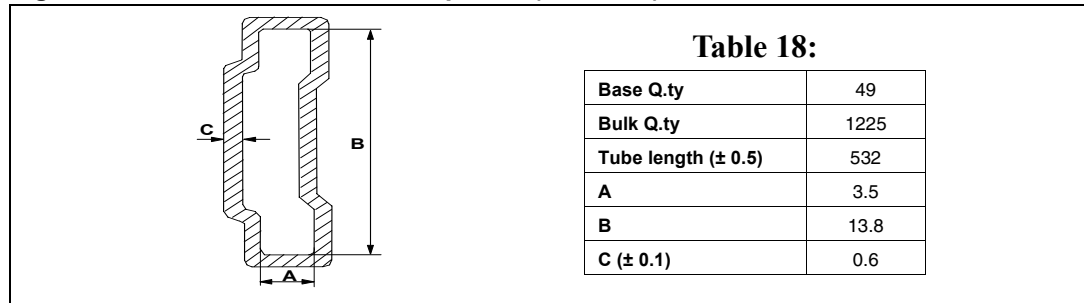 C
B
A
Table 18:
Base Q.ty 49
Bulk Q.ty 1225
Tube length (± 0.5) 532
A 3.5
B 13.8
C (± 0.1) 0.6